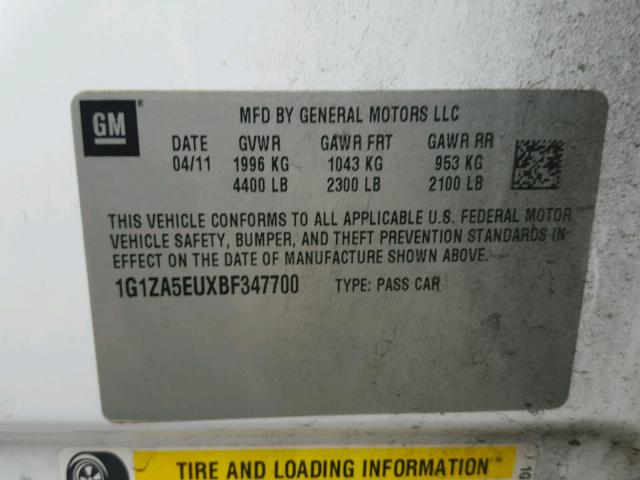 GM®
MFD BY GENERAL MOTORS LLC
DATE GVWR GAWR FRT GAWR RR
04/11 1996 KG 1043 KG 953 KG
4400 LB 2300 LB 2100 LB
THIS VEHICLE CONFORMS TO ALL APPLICABLE U.S. FEDERAL MOTOR
VEHICLE SAFETY, BUMPER, AND THEFT PREVENTION STANDARDS IN
EFFECT ON THE DATE OF MANUFACTURE SHOWN ABOVE.
1G1ZA5EUXBF347700 TYPE: PASS CAR
TIRE AND LOADING INFORMATION